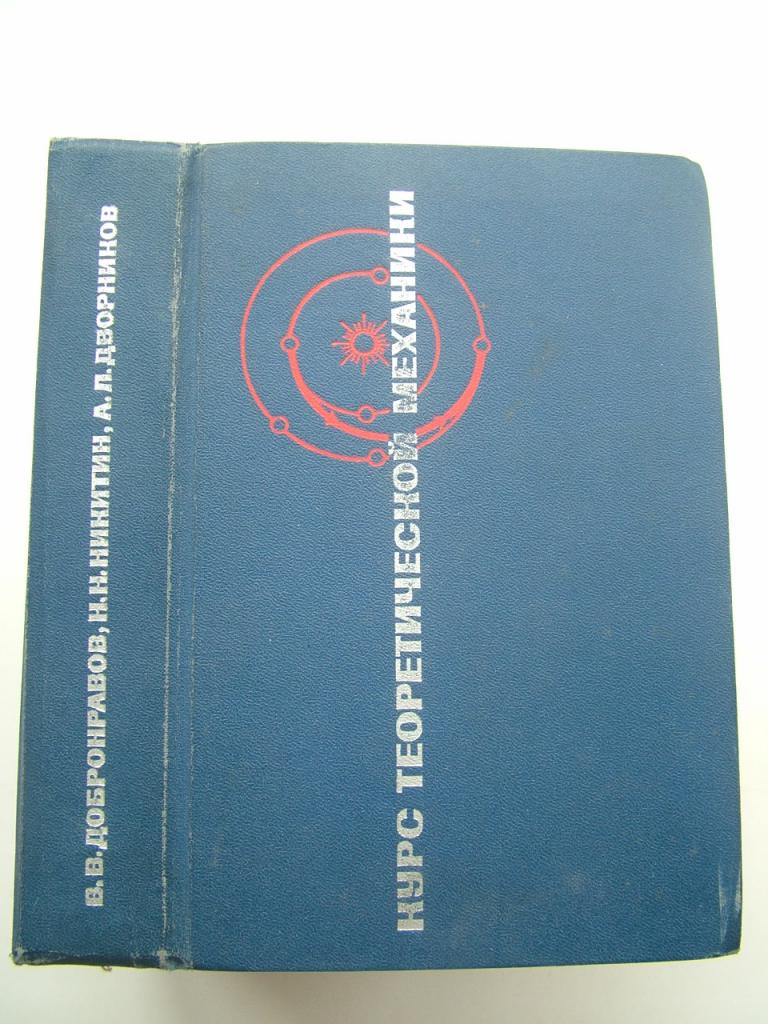 В.В.ДОБРОНРАВОВ, Н.Н.НИКИТИН, А.Л.ДВОРНИКОВ
КУРС ТЕОРЕТИЧЕСКОЙ МЕХАНИКИ